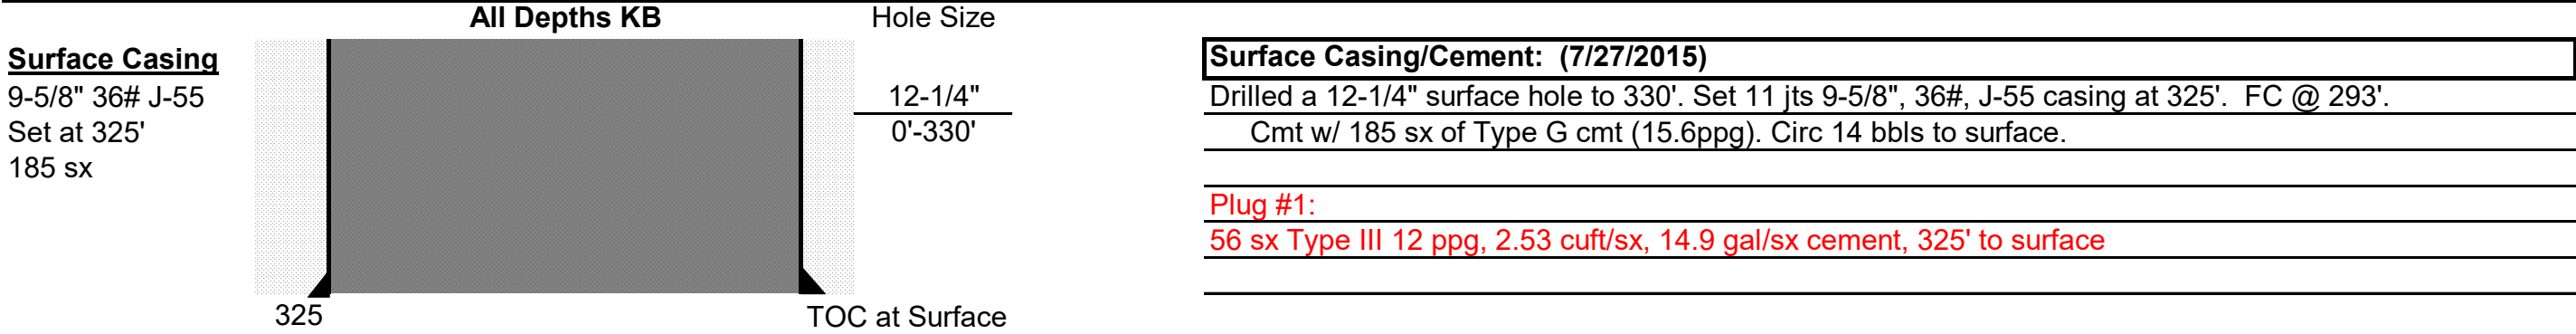 All Depths KB
Hole Size
Surface Casing
9-5/8" 36# J-55
Set at 325'
185 sx
12-1/4"
0'-330'
325
TOC at Surface
Surface Casing/Cement:  (7/27/2015)
Drilled a 12-1/4" surface hole to 330'. Set 11 jts 9-5/8", 36#, J-55 casing at 325'.  FC @ 293'.
Cmt w/ 185 sx of Type G cmt (15.6ppg). Circ 14 bbls to surface.
Plug #1:
56 sx Type III 12 ppg, 2.53 cuft/sx, 14.9 gal/sx cement, 325' to surface